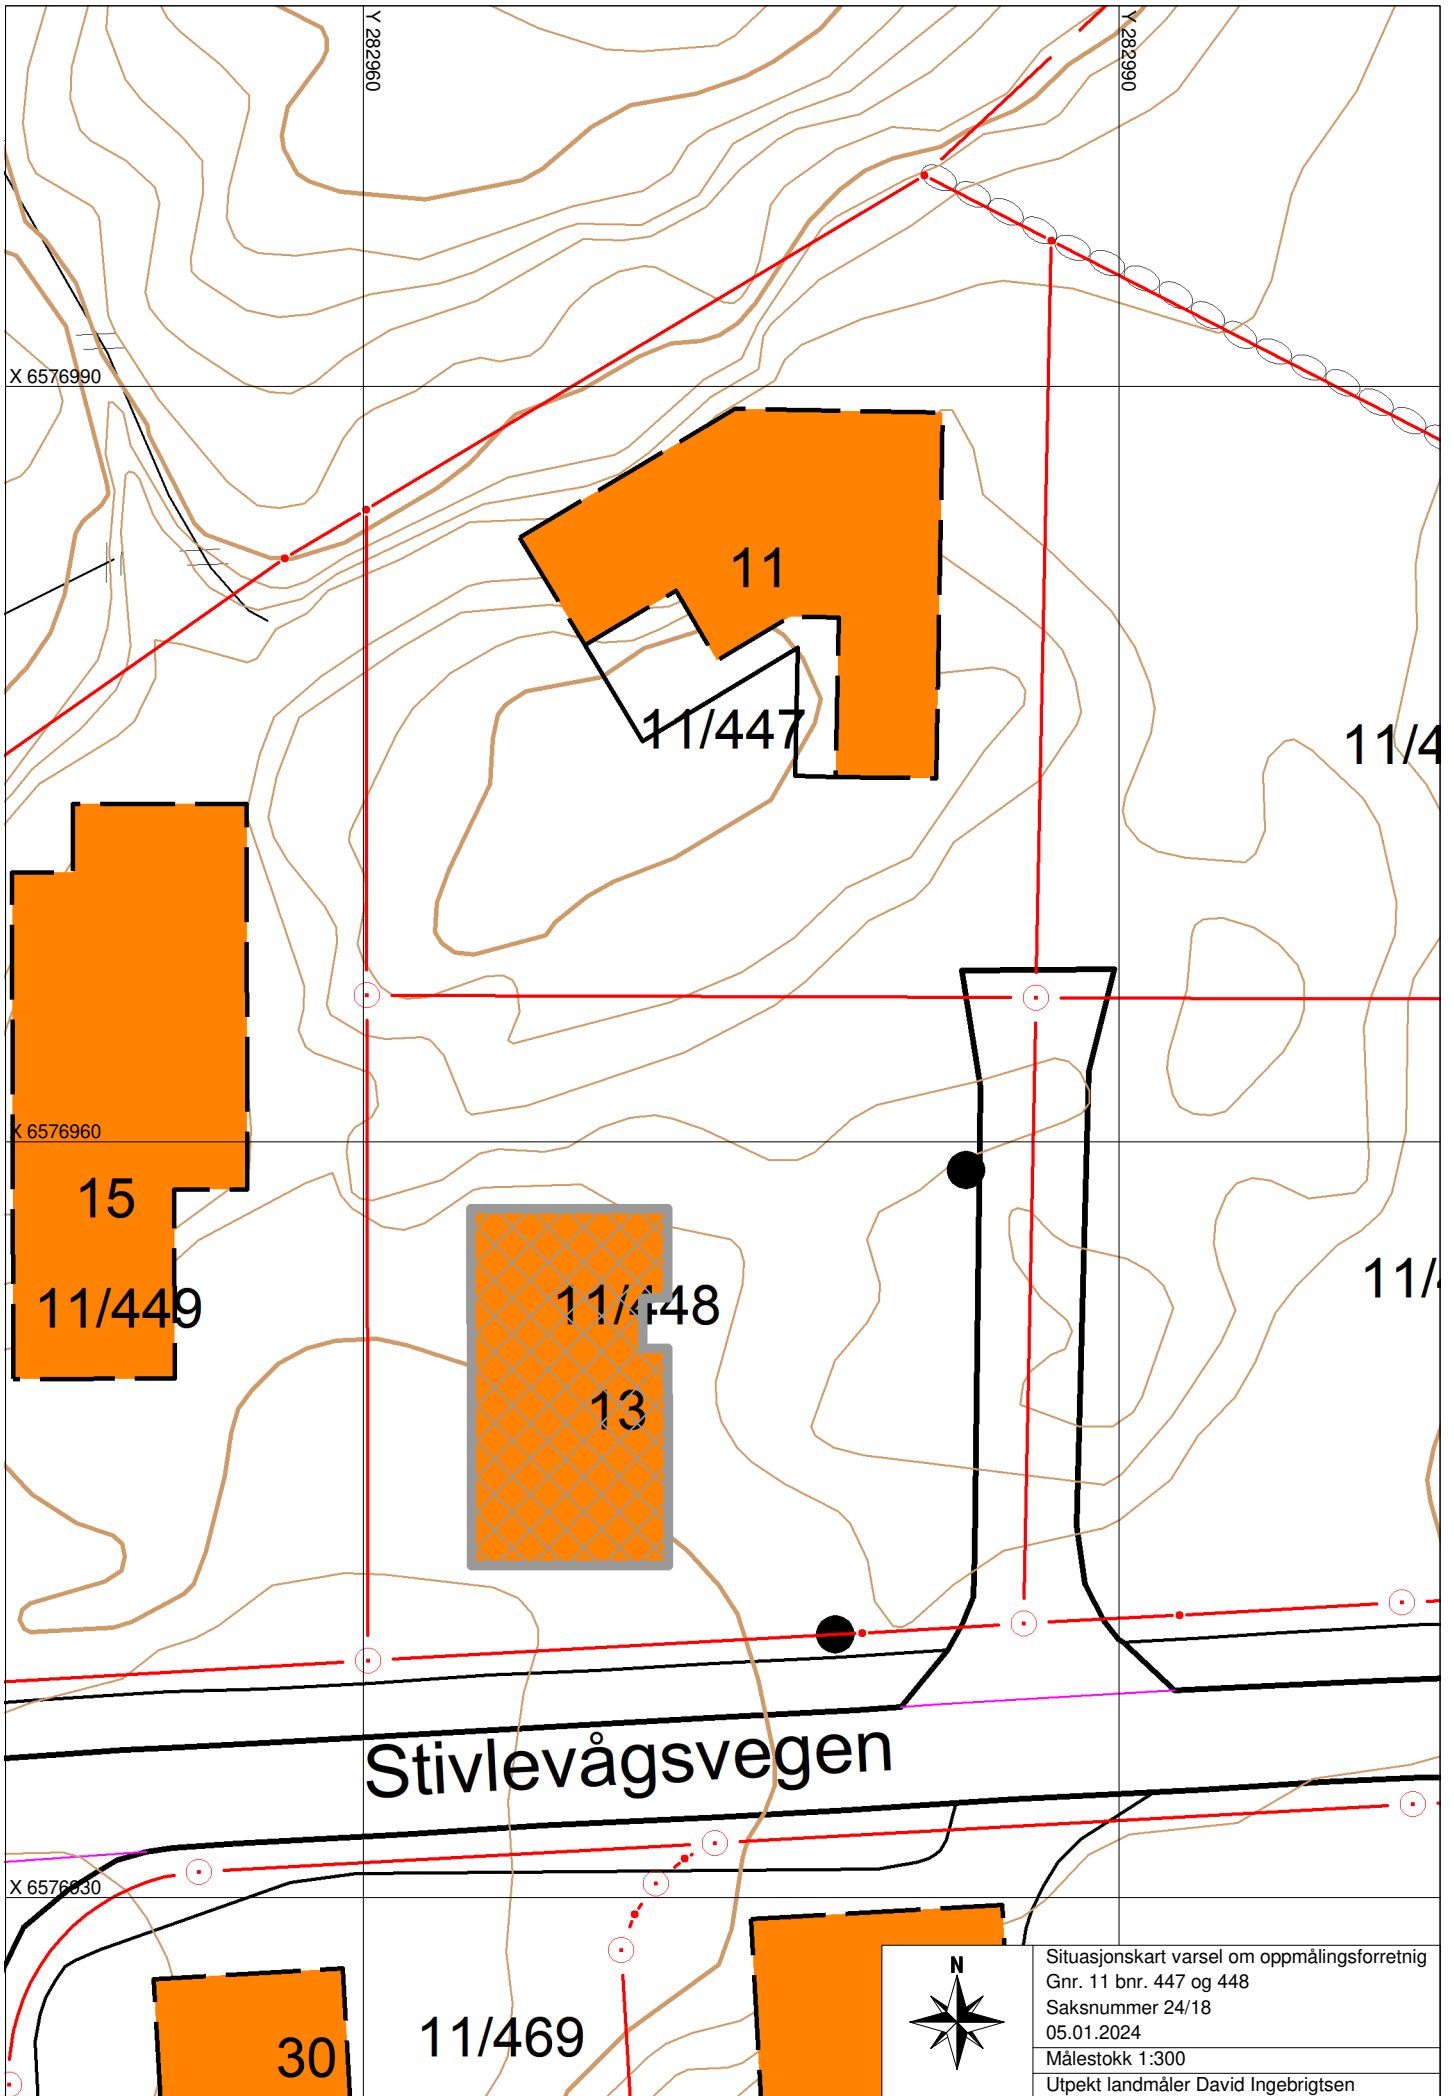 Y 282960
Y 282990
X 6576990
11
11/447
11/4
X 6576960
15
11/449
11/448
11/4
13
Stivlevågsvegen
X 6576930
30
11/469
N
Situasjonskart varsel om oppmålingsforretnig
Gnr. 11 bnr. 447 og 448
Saksnummer 24/18
05.01.2024
Målestokk 1:300
Utpekt landmåler David Ingebrigtsen